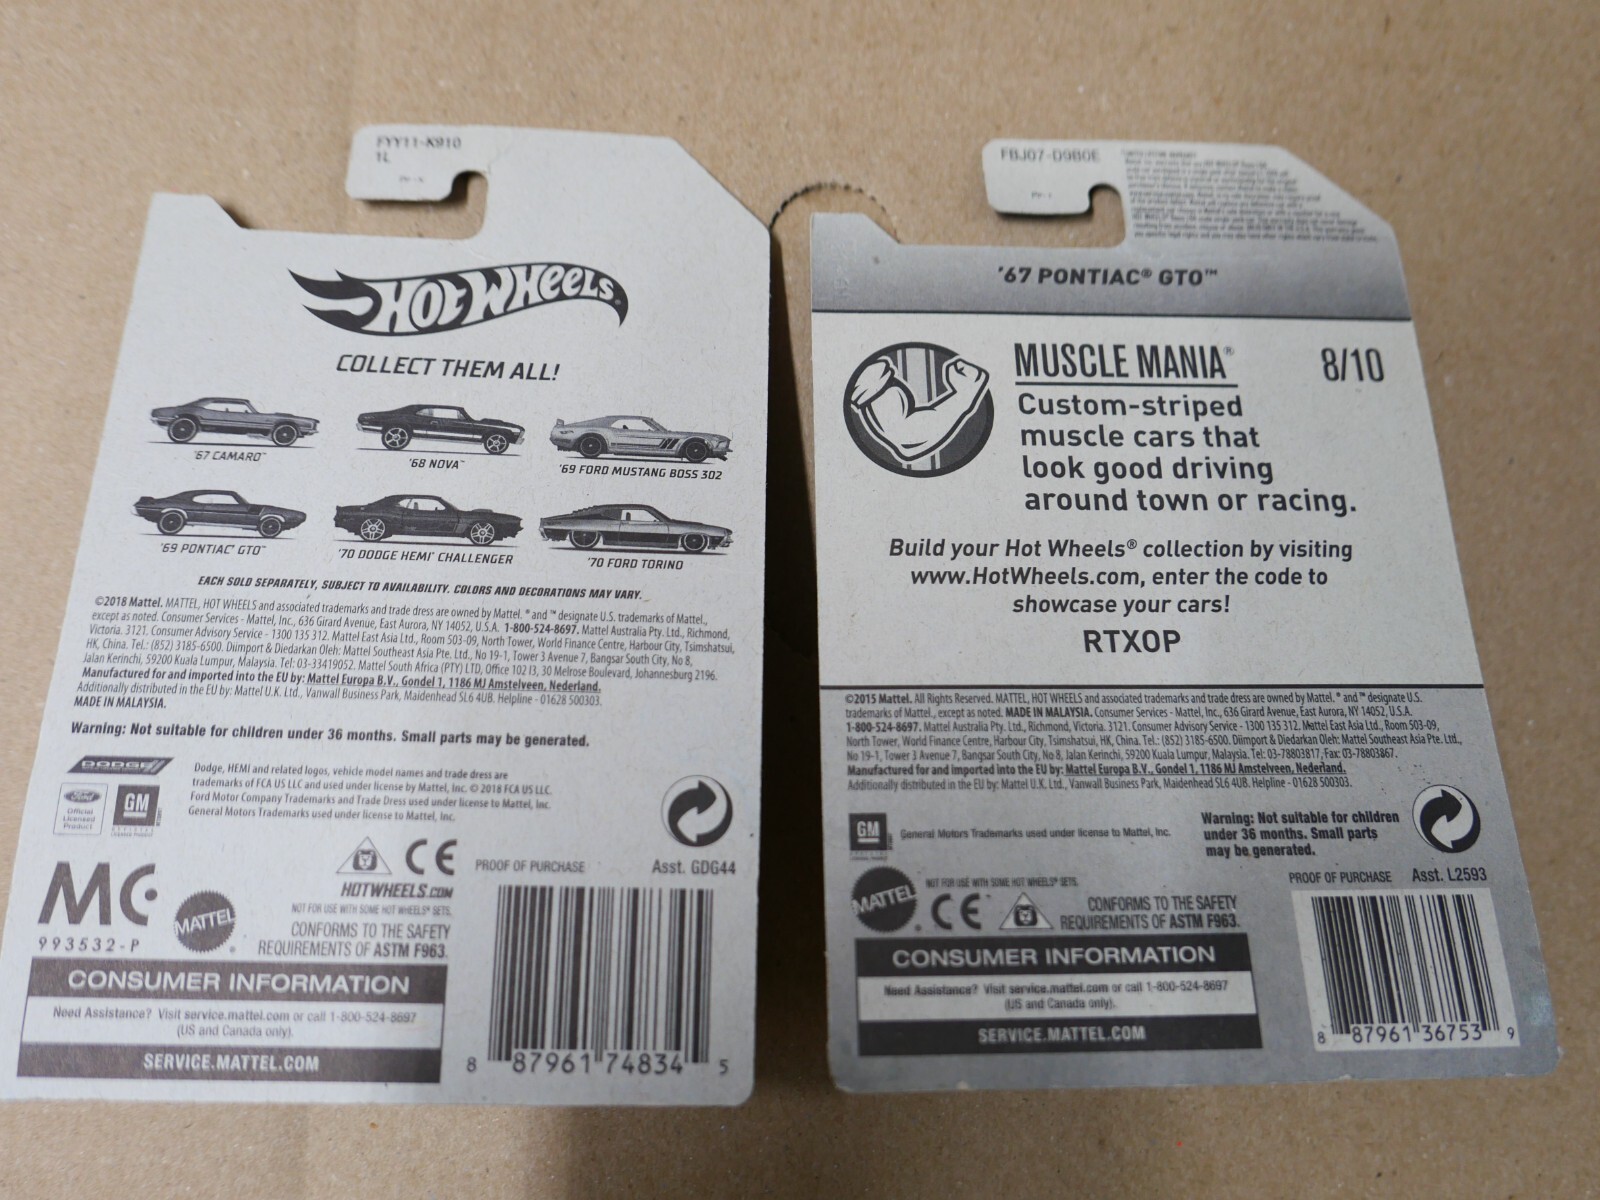 FYY11-K910
1L
HOT WHEELS
COLLECT THEM ALL!
'67 CAMARO™
'68 NOVA™
'69 FORD MUSTANG BOSS 302
'69 PONTIAC® GTO™
'70 DODGE HEMI® CHALLENGER
'70 FORD TORINO
EACH SOLD SEPARATELY, SUBJECT TO AVAILABILITY. COLORS AND DECORATIONS MAY VARY.
©2018 Mattel. MATTEL, HOT WHEELS and associated trademarks and trade dress are owned by Mattel. ® and ™ designate U.S. trademarks of Mattel,
except as noted. Consumer Services - Mattel, Inc., 636 Girard Avenue, East Aurora, NY 14052, U.S.A. 1-800-524-8697. Mattel Australia Pty. Ltd., Richmond,
Victoria. 3121. Consumer Advisory Service - 1300 135 312. Mattel East Asia Ltd., Room 503-09, North Tower, World Finance Centre, Harbour City, Tsimshatsui,
HK, China. Tel.: (852) 3185-6500. Diimport & Diedarkan Oleh: Mattel Southeast Asia Pte. Ltd., No 19-1, Tower 3 Avenue 7, Bangsar South City, No 8,
Jalan Kerinchi, 59200 Kuala Lumpur, Malaysia. Tel: 03-33419052. Mattel South Africa (PTY) LTD, Office 102 I3, 30 Melrose Boulevard, Johannesburg 2196.
Manufactured for and imported into the EU by: Mattel Europa B.V., Gondel 1, 1186 MJ Amstelveen, Nederland.
Additionally distributed in the EU by: Mattel U.K. Ltd., Vanwall Business Park, Maidenhead SL6 4UB. Helpline - 01628 500303.
MADE IN MALAYSIA.
Warning: Not suitable for children under 36 months. Small parts may be generated.
DODGE
Dodge, HEMI and related logos, vehicle model names and trade dress are
trademarks of FCA US LLC and used under license by Mattel, Inc. © 2018 FCA US LLC.
Ford Motor Company Trademarks and Trade Dress used under license to Mattel, Inc.
General Motors Trademarks used under license to Mattel, Inc.
Ford
Official
Licensed
Product
GM
MC
993532-P
MATTEL
CE
HOTWHEELS.COM
NOT FOR USE WITH SOME HOT WHEELS® SETS.
CONFORMS TO THE SAFETY
REQUIREMENTS OF ASTM F963.
PROOF OF PURCHASE
Asst. GDG44
CONSUMER INFORMATION
Need Assistance? Visit service.mattel.com or call 1-800-524-8697
(US and Canada only).
SERVICE.MATTEL.COM
8 87961 74834 5
FBJ07-D9B0E
'67 PONTIAC® GTO™
MUSCLE MANIA®
8/10
Custom-striped
muscle cars that
look good driving
around town or racing.
Build your Hot Wheels® collection by visiting
www.HotWheels.com, enter the code to
showcase your cars!
RTXOP
©2015 Mattel. All Rights Reserved. MATTEL, HOT WHEELS and associated trademarks and trade dress are owned by Mattel. ® and ™ designate U.S.
trademarks of Mattel, except as noted. MADE IN MALAYSIA. Consumer Services - Mattel, Inc., 636 Girard Avenue, East Aurora, NY 14052, U.S.A.
1-800-524-8697. Mattel Australia Pty. Ltd., Richmond, Victoria. 3121. Consumer Advisory Service - 1300 135 312. Mattel East Asia Ltd., Room 503-09,
North Tower, World Finance Centre, Harbour City, Tsimshatsui, HK, China. Tel.: (852) 3185-6500. Diimport & Diedarkan Oleh: Mattel Southeast Asia Pte. Ltd.,
No 19-1, Tower 3 Avenue 7, Bangsar South City, No 8, Jalan Kerinchi, 59200 Kuala Lumpur, Malaysia. Tel: 03-78803817, Fax: 03-78803867.
Manufactured for and imported into the EU by: Mattel Europa B.V., Gondel 1, 1186 MJ Amstelveen, Nederland.
Additionally distributed in the EU by: Mattel U.K. Ltd., Vanwall Business Park, Maidenhead SL6 4UB. Helpline - 01628 500303.
GM
General Motors Trademarks used under license to Mattel, Inc.
Warning: Not suitable for children
under 36 months. Small parts
may be generated.
MATTEL
NOT FOR USE WITH SOME HOT WHEELS® SETS.
CE
CONFORMS TO THE SAFETY
REQUIREMENTS OF ASTM F963.
PROOF OF PURCHASE
Asst. L2593
CONSUMER INFORMATION
Need Assistance? Visit service.mattel.com or call 1-800-524-8697
(US and Canada only).
SERVICE.MATTEL.COM
8 87961 36753 9